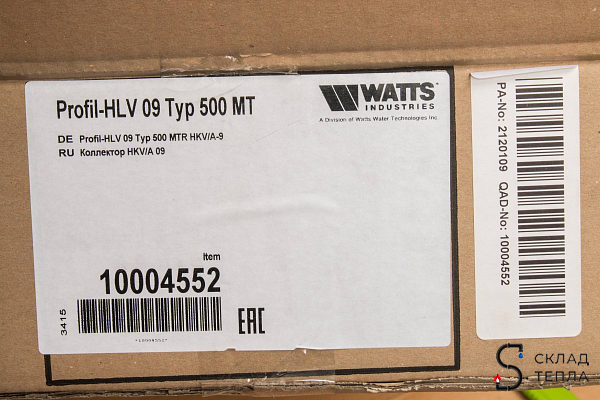 Profil-HLV 09 Typ 500 MT
WATTS
INDUSTRIES
A Division of Watts Water Technologies Inc.
DE Profil-HLV 09 Typ 500 MTR HKV/A-9
RU Коллектор HKV/A 09
Item
10004552
3415
*10004552*
EAC
PA-No: 2120109 QAD-No: 10004552
СКЛАД
ТЕПЛА